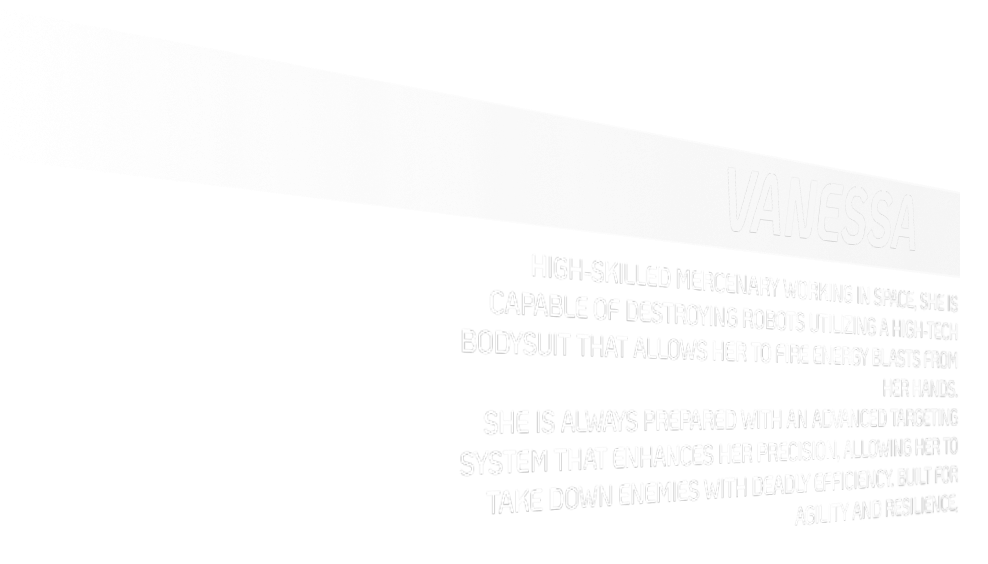 VANESSA
HIGH-SKILLED MERCENARY WORKING IN SPACE, SHE IS
CAPABLE OF DESTROYING ROBOTS UTILIZING A HIGH-TECH
BODYSUIT THAT ALLOWS HER TO FIRE ENERGY BLASTS FROM
HER HANDS.
SHE IS ALWAYS PREPARED WITH AN ADVANCED TARGETING
SYSTEM THAT ENHANCES HER PRECISION, ALLOWING HER TO
TAKE DOWN ENEMIES WITH DEADLY EFFICIENCY. BUILT FOR
AGILITY AND RESILIENCE,